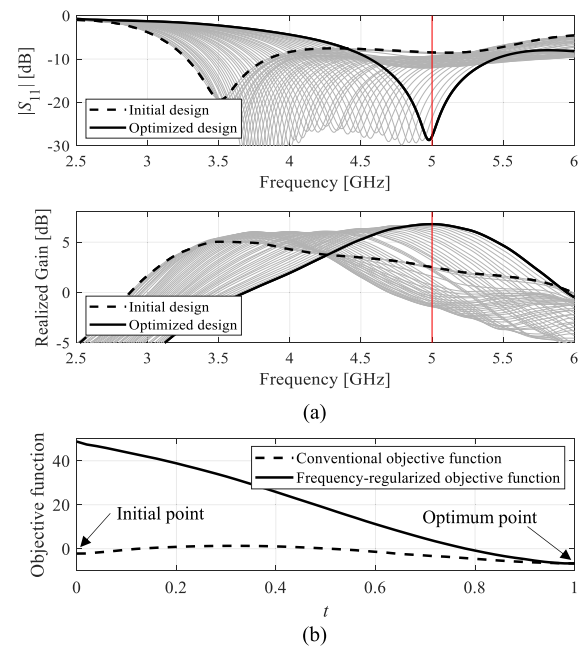 0
-10
-20
-30
|S11| [dB]
Initial design
Optimized design
2.5 3 3.5 4 4.5 5 5.5 6
Frequency [GHz]
5
0
-5
Realized Gain [dB]
Initial design
Optimized design
2.5 3 3.5 4 4.5 5 5.5 6
Frequency [GHz]
(a)
40
20
0
Objective function
Conventional objective function
Frequency-regularized objective function
Initial point
Optimum point
0 0.2 0.4 0.6 0.8 1
t
(b)